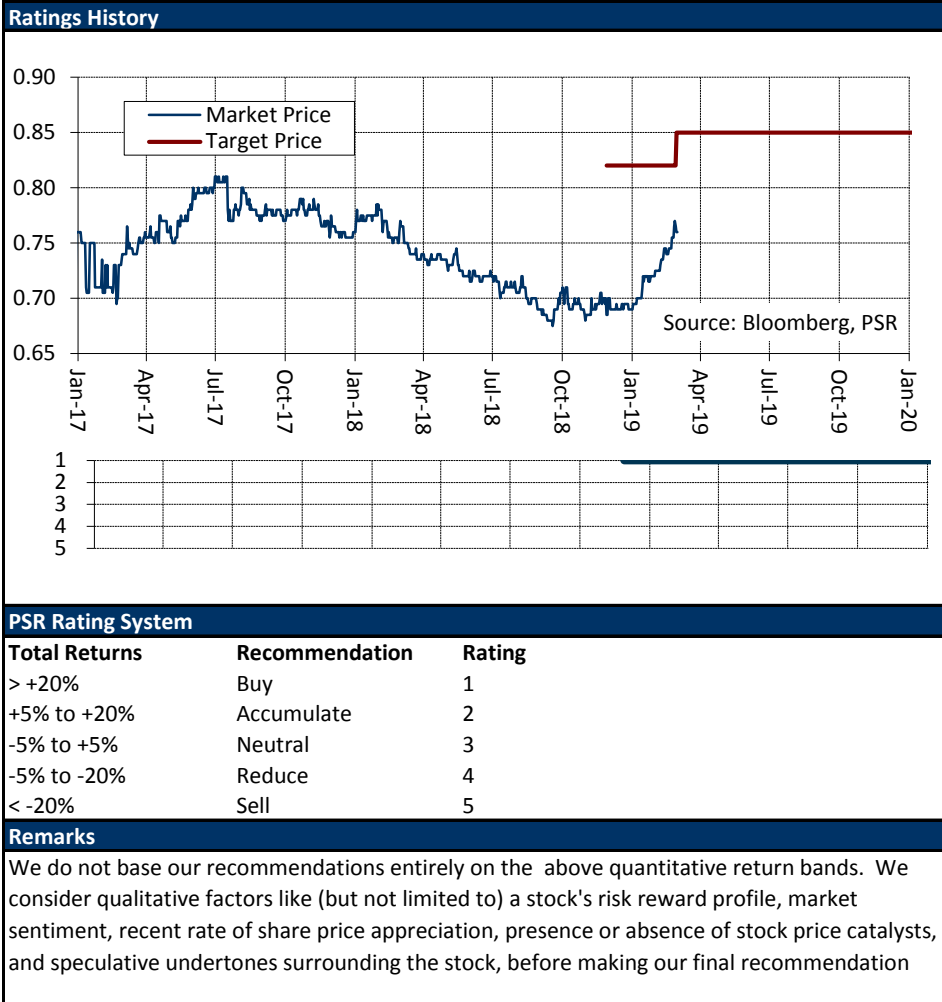 Ratings History
0.90
0.85
0.80
0.75
0.70
0.65
Market Price
Target Price
Source: Bloomberg, PSR
Jan-17
Apr-17
Jul-17
Oct-17
Jan-18
Apr-18
Jul-18
Oct-18
Jan-19
Apr-19
Jul-19
Oct-19
Jan-20
1
2
3
4
5
PSR Rating System
Total Returns Recommendation Rating
> +20% Buy 1
+5% to +20% Accumulate 2
-5% to +5% Neutral 3
-5% to -20% Reduce 4
< -20% Sell 5
Remarks
We do not base our recommendations entirely on the  above quantitative return bands.  We
consider qualitative factors like (but not limited to) a stock's risk reward profile, market
sentiment, recent rate of share price appreciation, presence or absence of stock price catalysts,
and speculative undertones surrounding the stock, before making our final recommendation